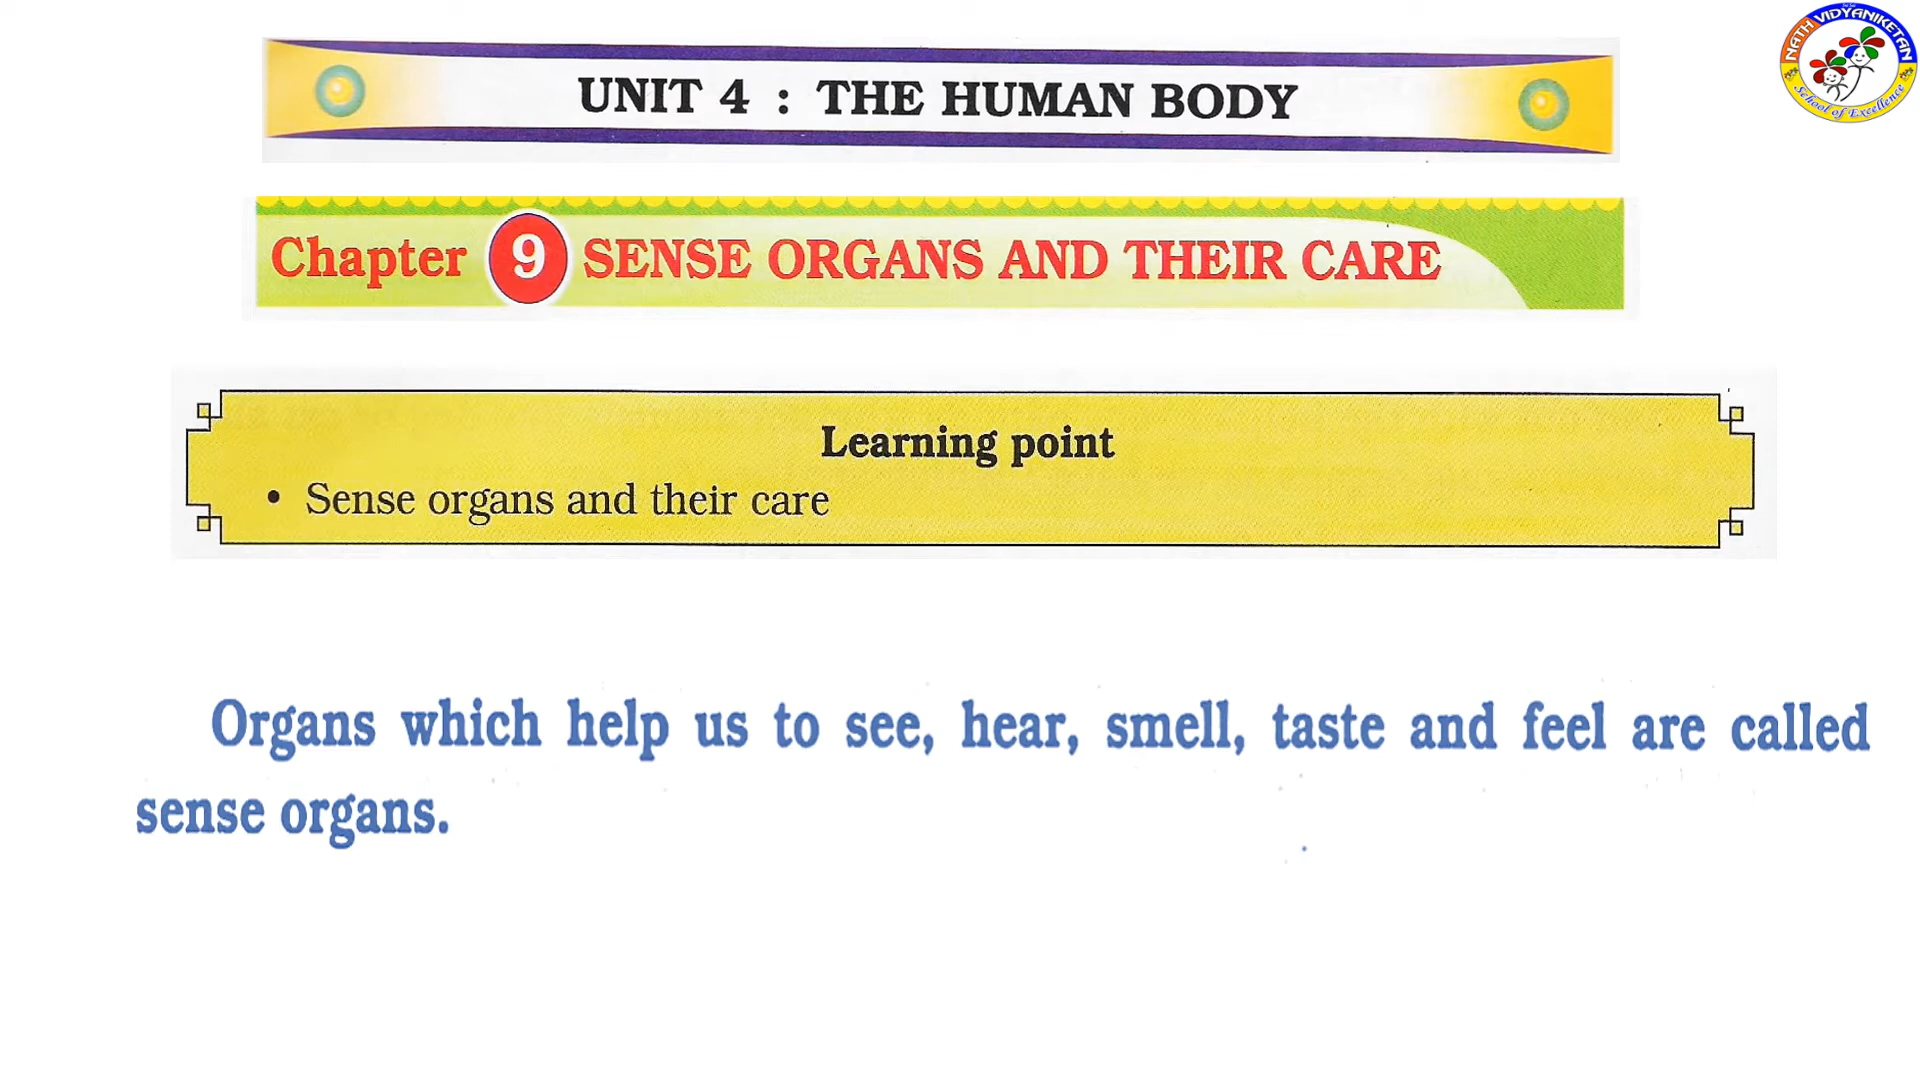 NATH VIDYANIKETAN
School of Excellence
UNIT 4 : THE HUMAN BODY
Chapter 9 SENSE ORGANS AND THEIR CARE
Learning point
• Sense organs and their care
Organs which help us to see, hear, smell, taste and feel are called
sense organs.